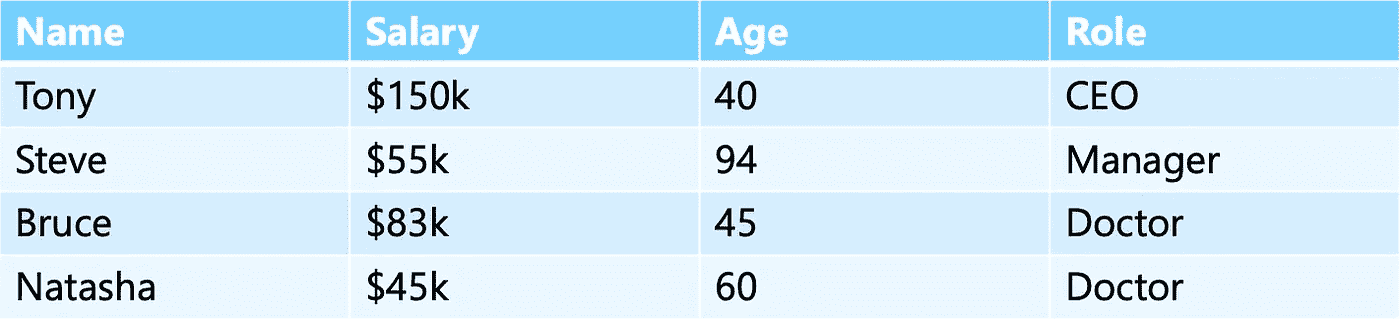 Name Salary Age Role
Tony $150k 40 CEO
Steve $55k 94 Manager
Bruce $83k 45 Doctor
Natasha $45k 60 Doctor